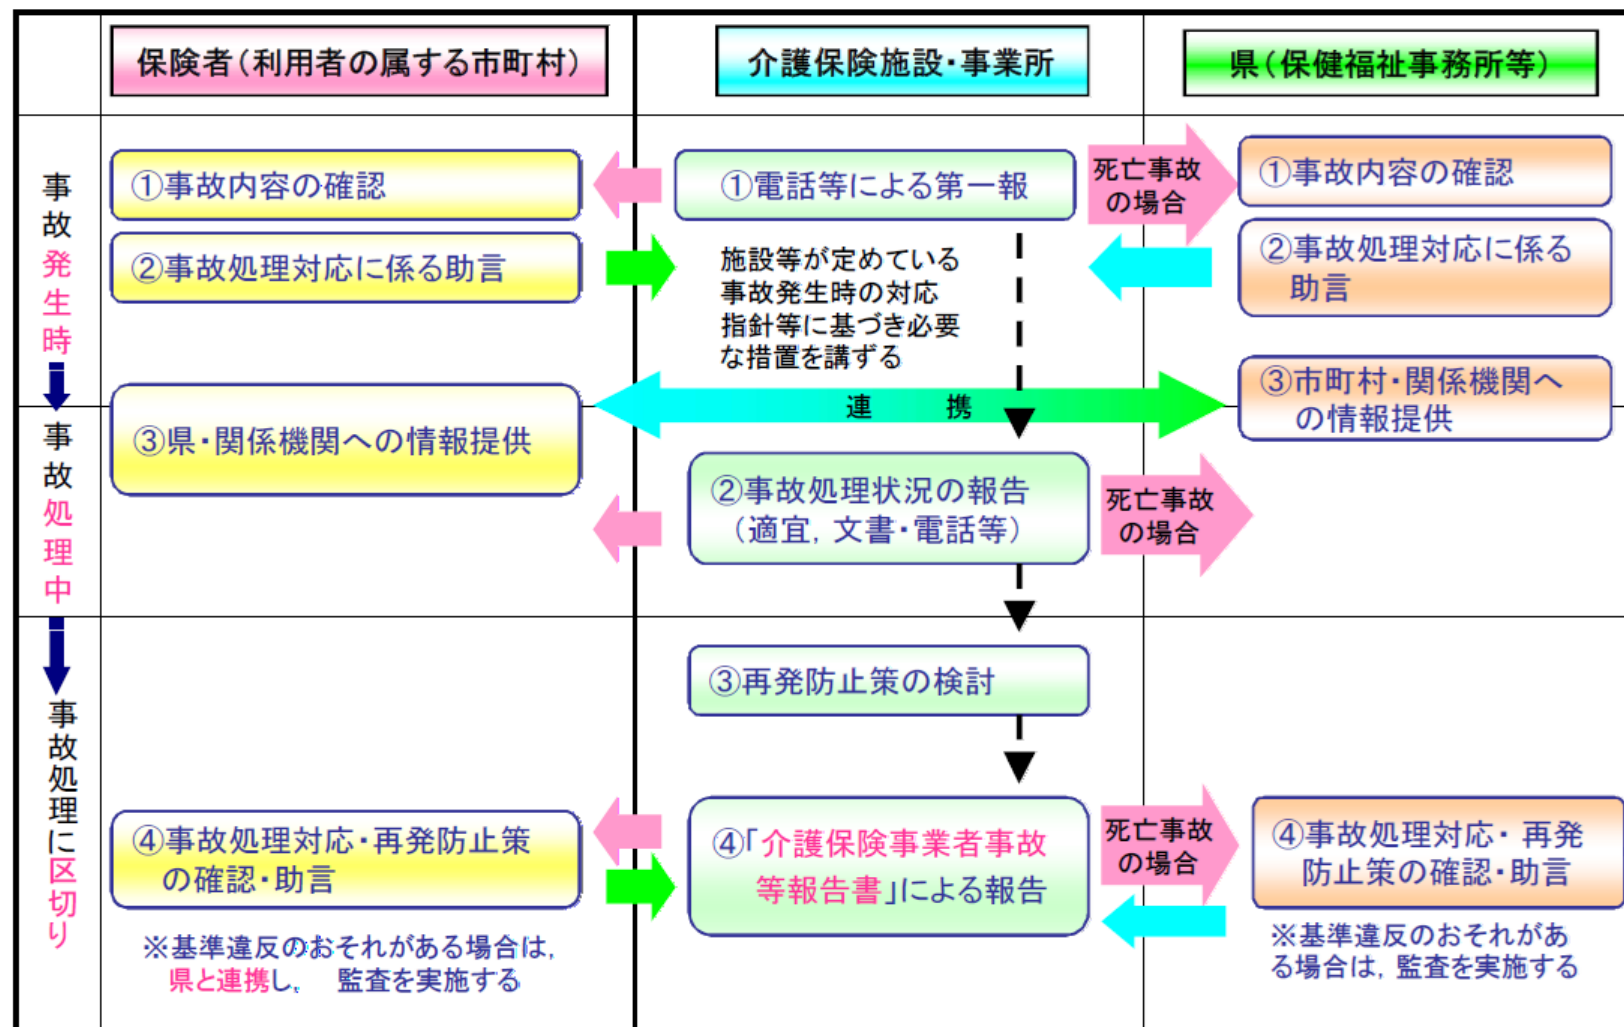 保険者（利用者の属する市町村）
介護保険施設・事業所
県（保健福祉事務所等）
事故発生時
①事故内容の確認
①電話等による第一報
死亡事故
の場合
①事故内容の確認
②事故処理対応に係る助言
施設等が定めている
事故発生時の対応
指針等に基づき必要
な措置を講ずる
②事故処理対応に係る
助言
連　携
③市町村・関係機関へ
の情報提供
事故処理中
③県・関係機関への情報提供
②事故処理状況の報告
（適宜，文書・電話等）
死亡事故
の場合
事故処理に区切り
③再発防止策の検討
④事故処理対応・再発防止策
の確認・助言
④「介護保険事業者事故
等報告書」による報告
死亡事故
の場合
④事故処理対応・再発
防止策の確認・助言
※基準違反のおそれがある場合は，
県と連携し，　監査を実施する
※基準違反のおそれがあ
る場合は，監査を実施する